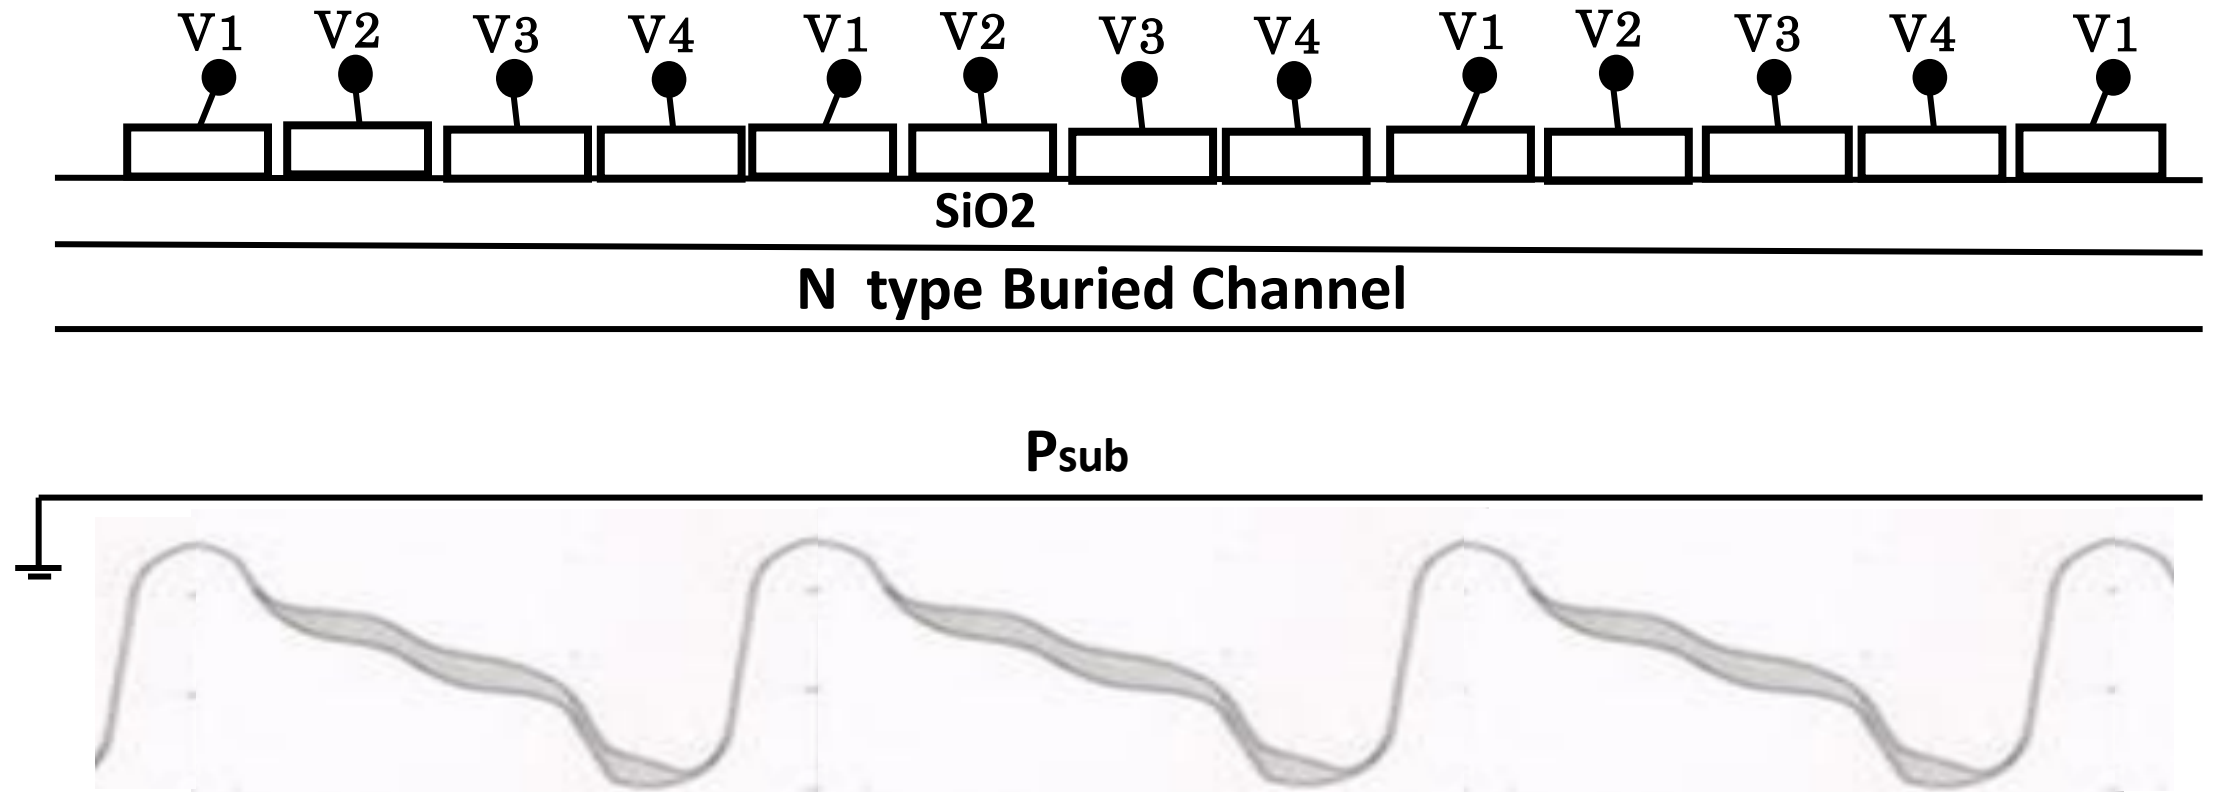 V1 V2 V3 V4 V1 V2 V3 V4 V1 V2 V3 V4 V1
SiO2
N type Buried Channel
Psub